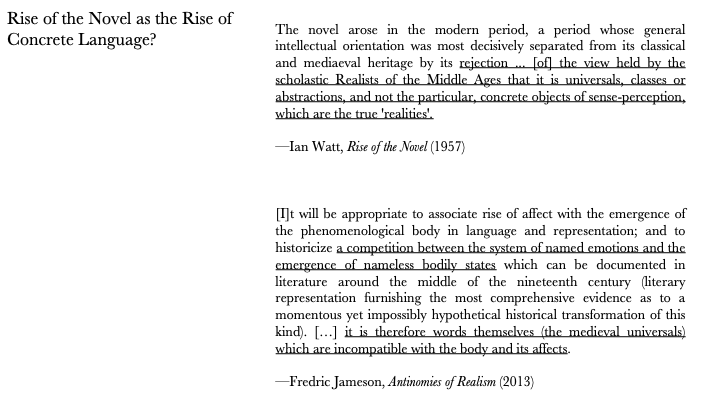 Rise of the Novel as the Rise of
Concrete Language?
The novel arose in the modern period, a period whose general
intellectual orientation was most decisively separated from its classical
and mediaeval heritage by its rejection ... [of] the view held by the
scholastic Realists of the Middle Ages that it is universals, classes or
abstractions, and not the particular, concrete objects of sense-perception,
which are the true 'realities'.
—Ian Watt, Rise of the Novel (1957)
[I]t will be appropriate to associate rise of affect with the emergence of
the phenomenological body in language and representation; and to
historicize a competition between the system of named emotions and the
emergence of nameless bodily states which can be documented in
literature around the middle of the nineteenth century (literary
representation furnishing the most comprehensive evidence as to a
momentous yet impossibly hypothetical historical transformation of this
kind). [...] it is therefore words themselves (the medieval universals)
which are incompatible with the body and its affects.
—Fredric Jameson, Antinomies of Realism (2013)